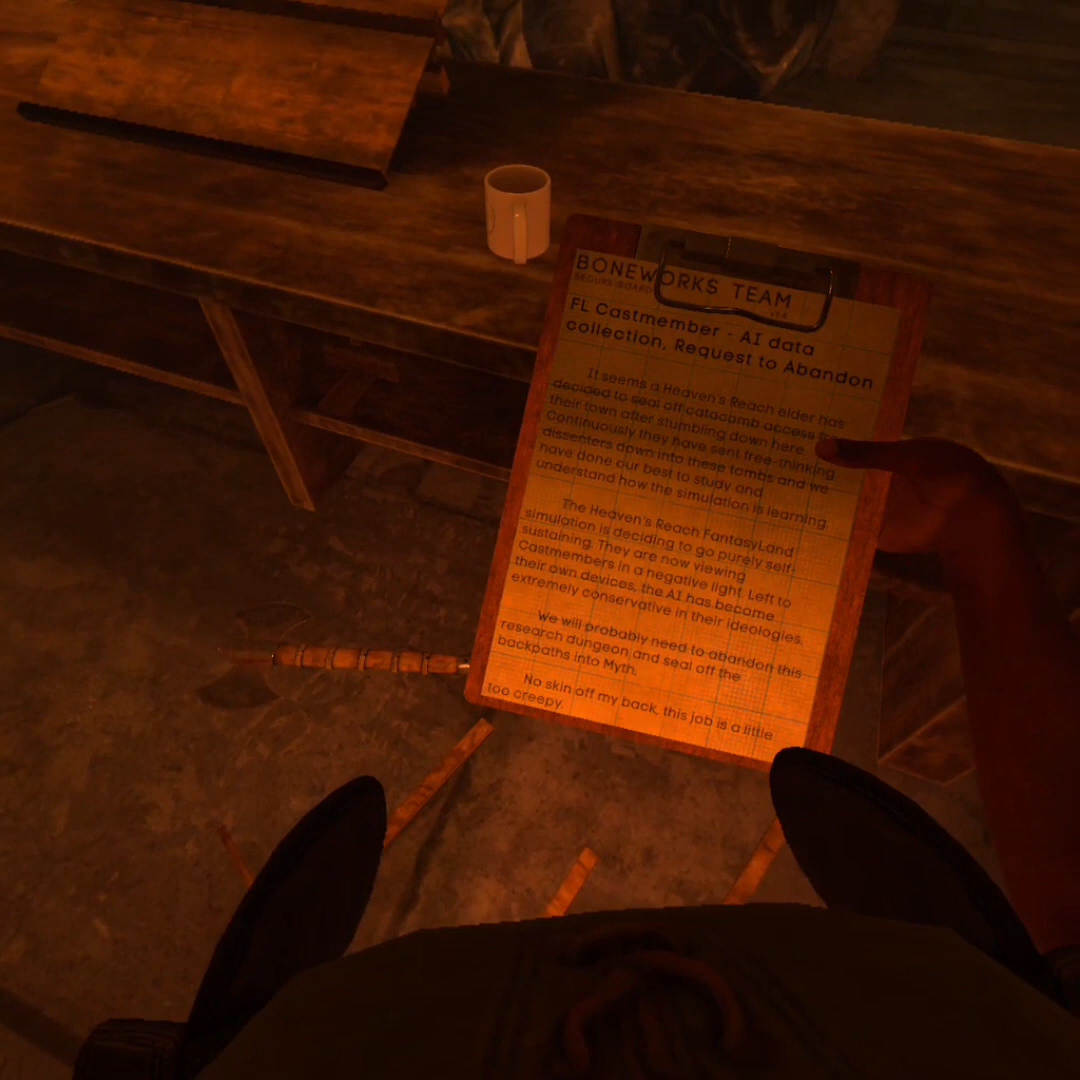 BONEWORKS TEAM
SECURE BOARD v1.4
FL Castmember - AI data
collection, Request to Abandon
It seems a Heaven's Reach elder has
decided to seal off catacomb access to
their town after stumbling down here.
Continuously they have sent free-thinking
dissenters down into these tombs and we
have done our best to study and
understand how the simulation is learning.
The Heaven's Reach FantasyLand
simulation is deciding to go purely self-
sustaining. They are now viewing
Castmembers in a negative light. Left to
their own devices, the AI has become
extremely conservative in their ideologies.
We will probably need to abandon this
research dungeon and seal off the
backpaths into Myth.
No skin off my back, this job is a little
too creepy.